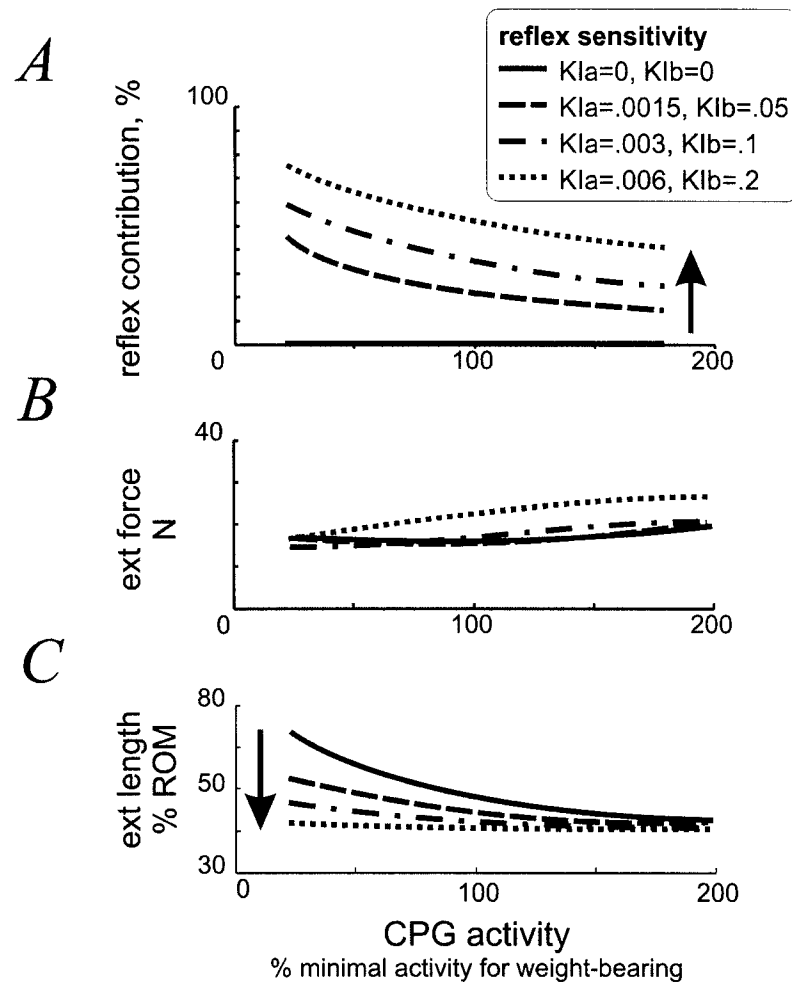 A
reflex sensitivity
KIa=0, KIb=0
KIa=.0015, KIb=.05
KIa=.003, KIb=.1
KIa=.006, KIb=.2
100
reflex contribution, %
0
100
200
B
40
ext force
N
0
100
200
C
80
50
30
ext length
% ROM
0
100
200
CPG activity
% minimal activity for weight-bearing